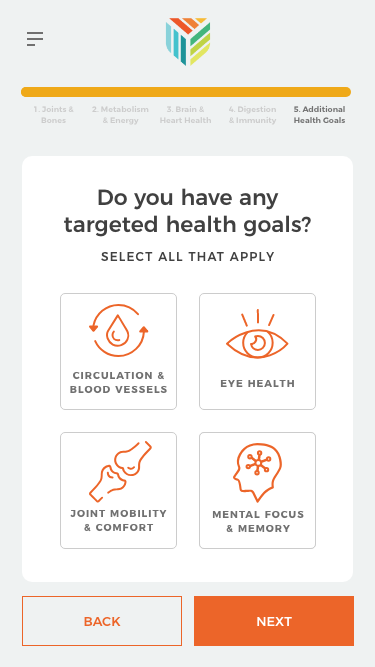 1. Joints &
Bones
2. Metabolism
& Energy
3. Brain &
Heart Health
4. Digestion
& Immunity
5. Additional
Health Goals
Do you have any
targeted health goals?
SELECT ALL THAT APPLY
CIRCULATION &
BLOOD VESSELS
EYE HEALTH
JOINT MOBILITY
& COMFORT
MENTAL FOCUS
& MEMORY
BACK
NEXT